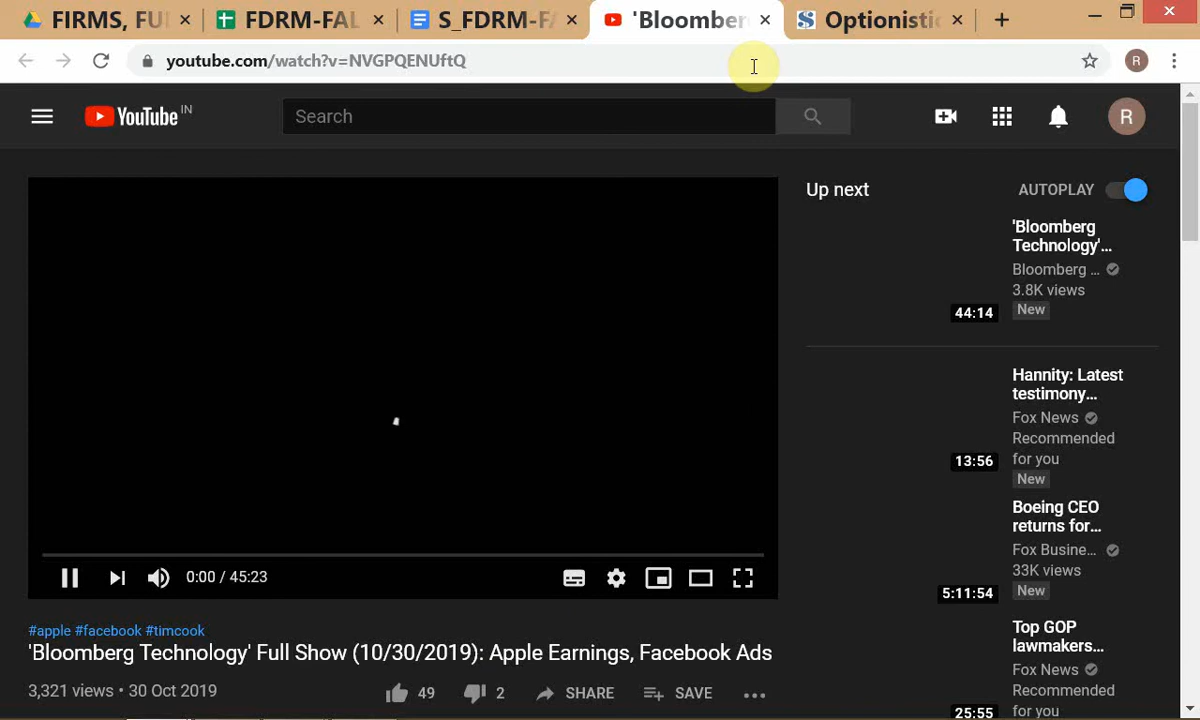 FIRMS, FU
FDRM-FAL
S_FDRM-FA
'Bloomber
Optionisti
youtube.com/watch?v=NVGPQENUftQ
R
YouTube IN
Search
R
Up next
AUTOPLAY
'Bloomberg
Technology'...
Bloomberg ...
3.8K views
New
44:14
Hannity: Latest
testimony...
Fox News
Recommended
for you
New
13:56
Boeing CEO
returns for...
Fox Busine...
33K views
New
5:11:54
Top GOP
lawmakers...
Fox News
Recommended
for you
25:55
0:00 / 45:23
#apple #facebook #timcook
'Bloomberg Technology' Full Show (10/30/2019): Apple Earnings, Facebook Ads
3,321 views • 30 Oct 2019
49
2
SHARE
SAVE